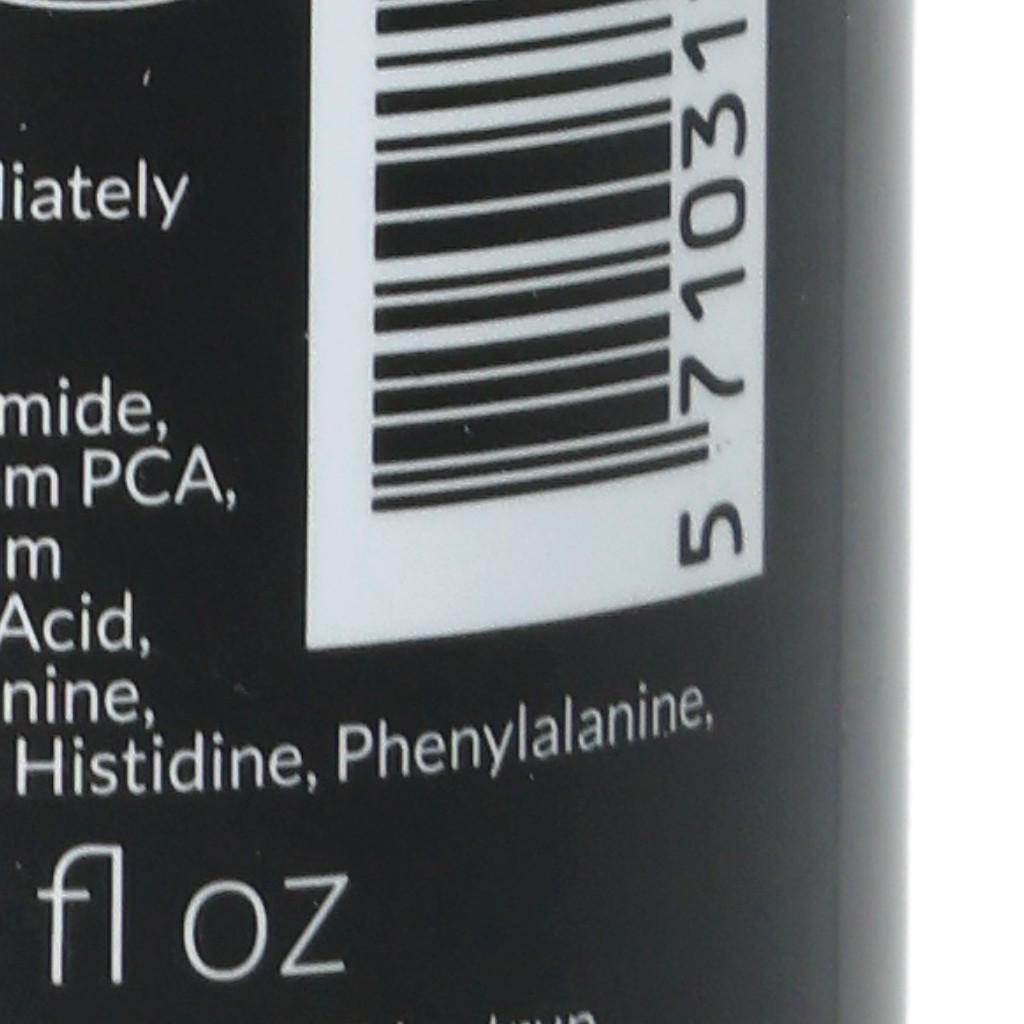 liately
mide,
m PCA,
m
Acid,
nine,
Histidine, Phenylalanine,
fl oz
5 71031